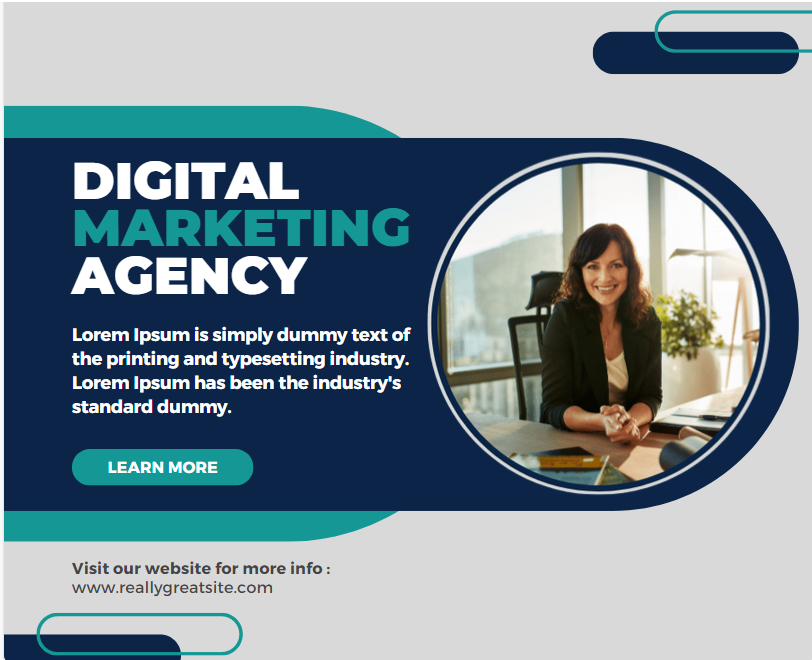 DIGITAL
MARKETING
AGENCY
Lorem Ipsum is simply dummy text of
the printing and typesetting industry.
Lorem Ipsum has been the industry's
standard dummy.
LEARN MORE
Visit our website for more info :
www.reallygreatsite.com